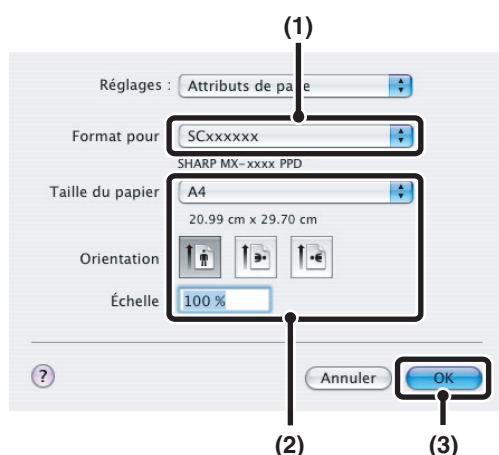 (1)
Réglages : Attributs de page
Format pour SCxxxxxx
SHARP MX-xxxx PPD
Taille du papier A4
20.99 cm x 29.70 cm
Orientation
Échelle 100 %
? Annuler OK
(2) (3)